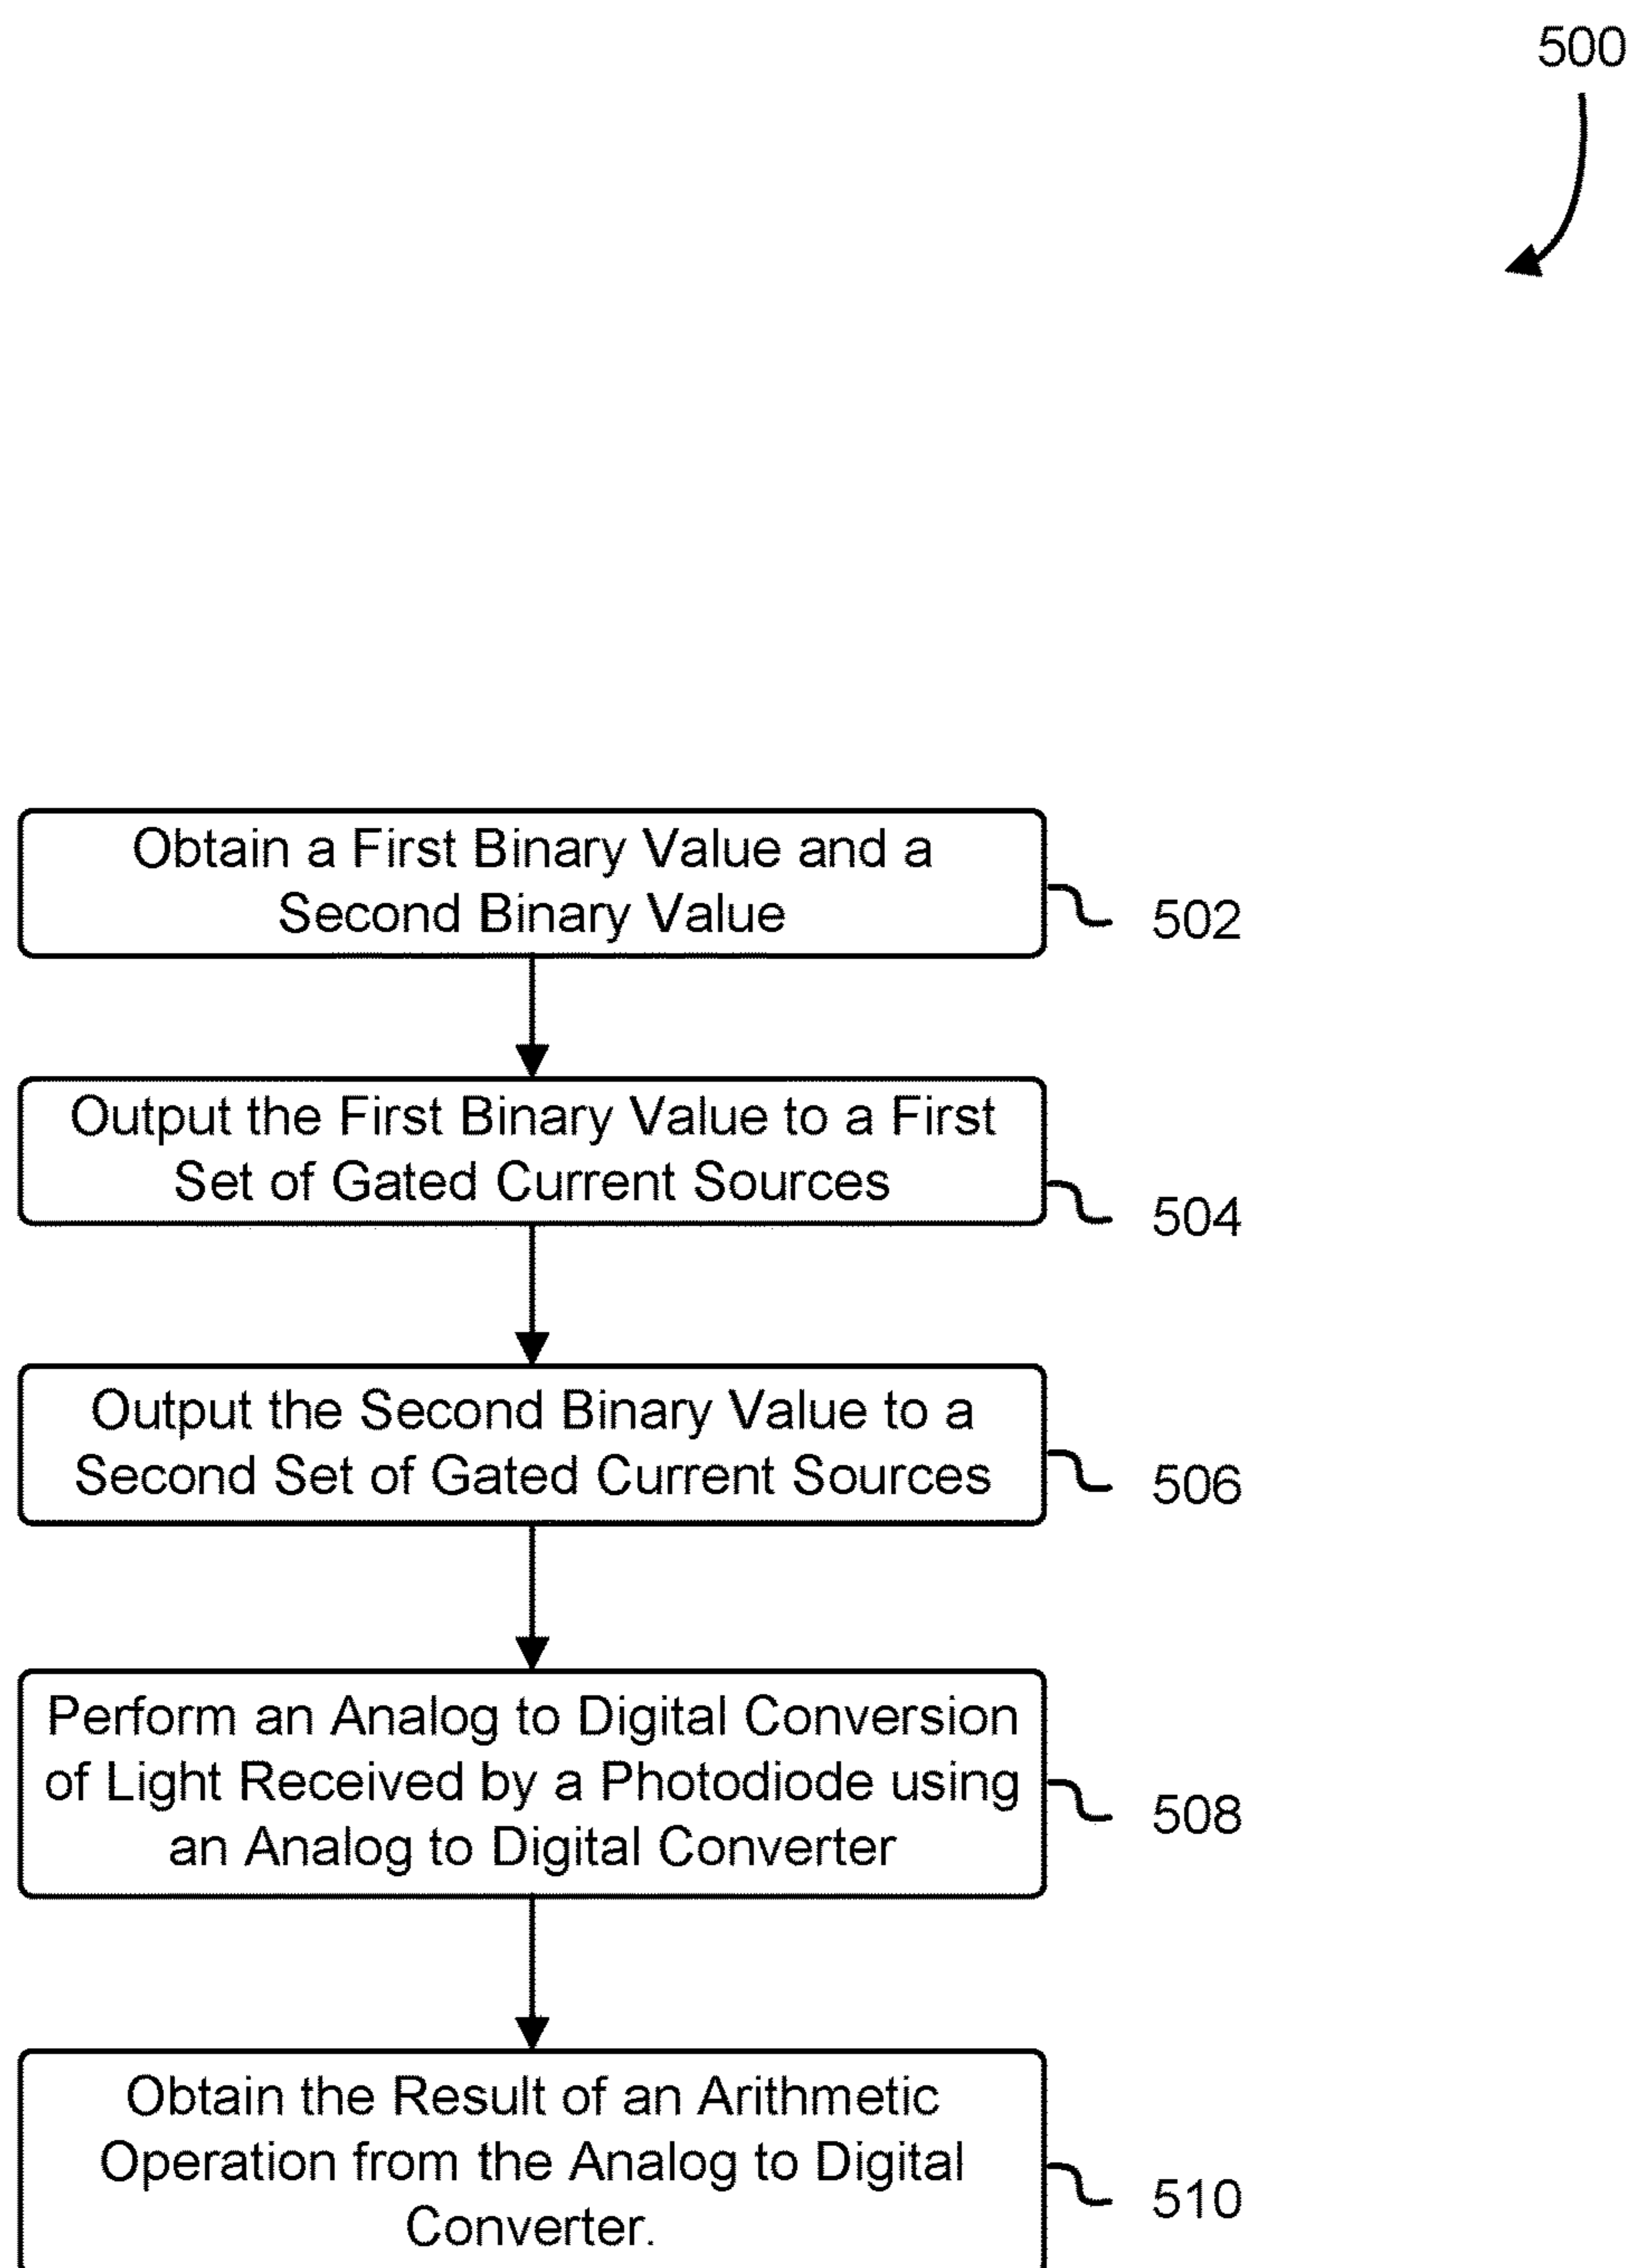 500
Obtain a First Binary Value and a
Second Binary Value
502
Output the First Binary Value to a First
Set of Gated Current Sources
504
Output the Second Binary Value to a
Second Set of Gated Current Sources
506
Perform an Analog to Digital Conversion
of Light Received by a Photodiode using
an Analog to Digital Converter
508
Obtain the Result of an Arithmetic
Operation from the Analog to Digital
Converter.
510